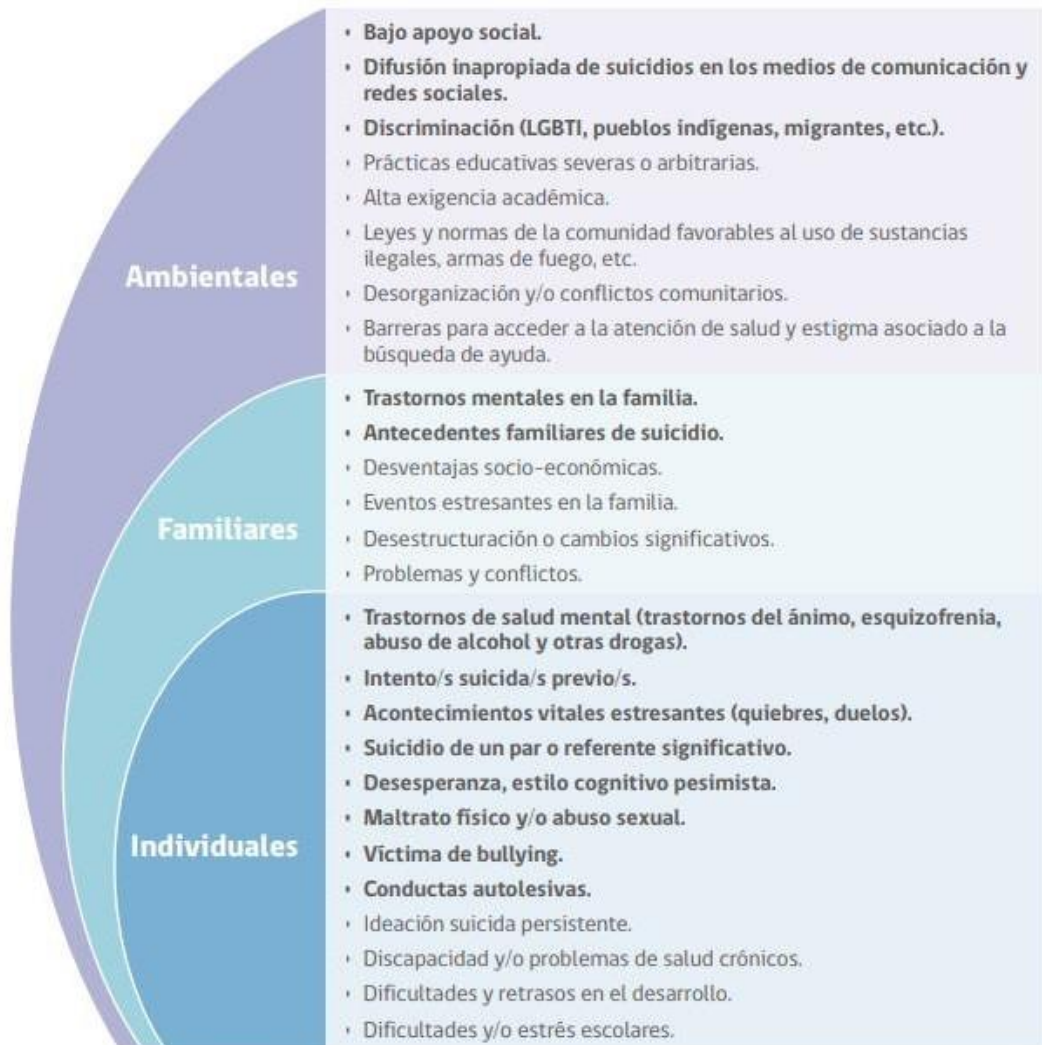 Ambientales
· Bajo apoyo social.
· Difusión inapropiada de suicidios en los medios de comunicación y
redes sociales.
· Discriminación (LGBTI, pueblos indígenas, migrantes, etc.).
· Prácticas educativas severas o arbitrarias.
· Alta exigencia académica.
· Leyes y normas de la comunidad favorables al uso de sustancias
ilegales, armas de fuego, etc.
· Desorganización y/o conflictos comunitarios.
· Barreras para acceder a la atención de salud y estigma asociado a la
búsqueda de ayuda.
Familiares
· Trastornos mentales en la familia.
· Antecedentes familiares de suicidio.
· Desventajas socio-económicas.
· Eventos estresantes en la familia.
· Desestructuración o cambios significativos.
· Problemas y conflictos.
Individuales
· Trastornos de salud mental (trastornos del ánimo, esquizofrenia,
abuso de alcohol y otras drogas).
· Intento/s suicida/s previo/s.
· Acontecimientos vitales estresantes (quiebres, duelos).
· Suicidio de un par o referente significativo.
· Desesperanza, estilo cognitivo pesimista.
· Maltrato físico y/o abuso sexual.
· Víctima de bullying.
· Conductas autolesivas.
· Ideación suicida persistente.
· Discapacidad y/o problemas de salud crónicos.
· Dificultades y retrasos en el desarrollo.
· Dificultades y/o estrés escolares.